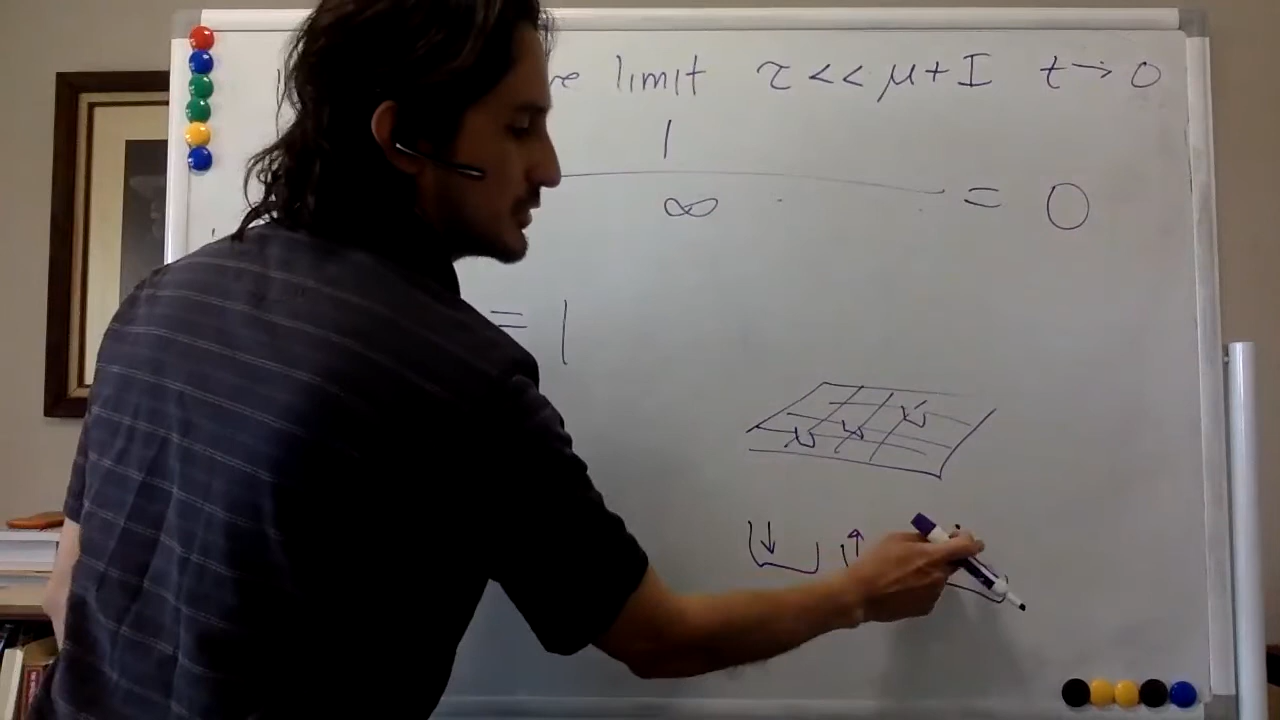 limit τ << μ + I t → 0
1
∞ = 0
= 1